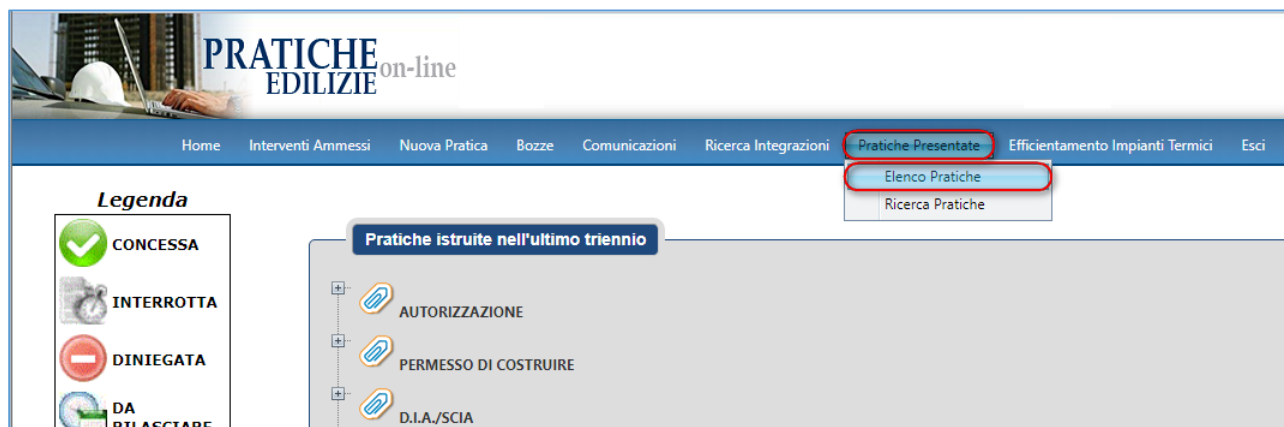 PRATICHE
EDILIZIE on-line
Home Interventi Ammessi Nuova Pratica Bozze Comunicazioni Ricerca Integrazioni Pratiche Presentate Efficientamento Impianti Termici Esci
Elenco Pratiche
Ricerca Pratiche
Legenda
CONCESSA
INTERROTTA
DINIEGATA
DA
RILASCIARE
Pratiche istruite nell'ultimo triennio
AUTORIZZAZIONE
PERMESSO DI COSTRUIRE
D.I.A./SCIA